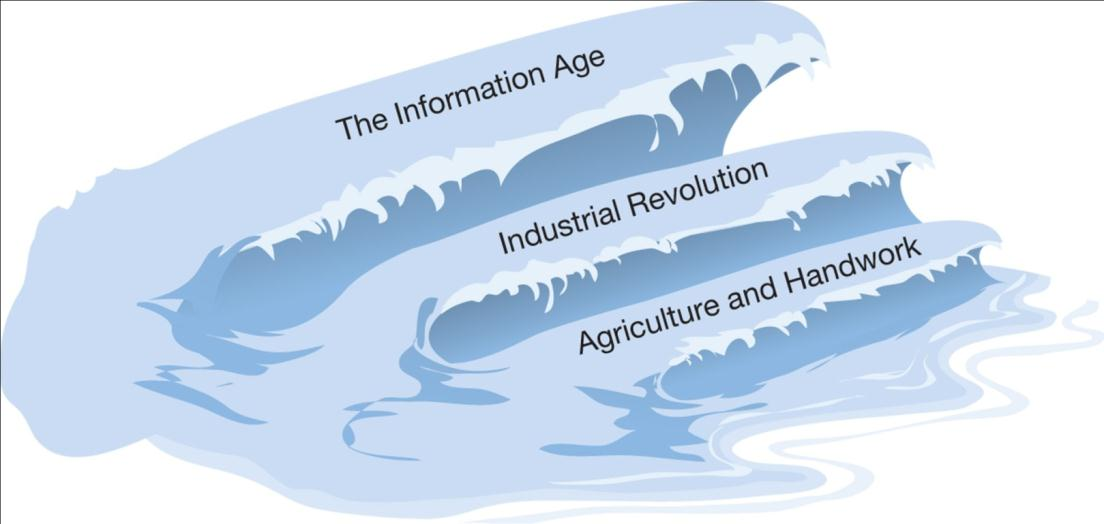 The Information Age
Industrial Revolution
Agriculture and Handwork